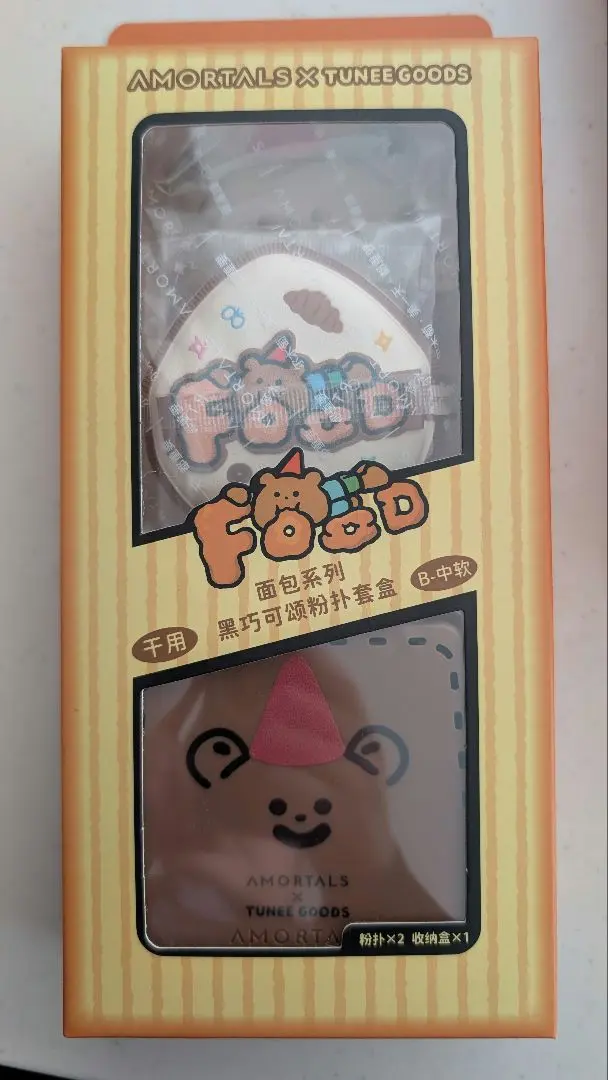 AMORTALS × TUNEE GOODS
FOOD
FOOD
面包系列
黑巧可颂粉扑套盒
B-中软
干用
AMORTALS
×
TUNEE GOODS
AMORTA
粉扑×2 收纳盒×1